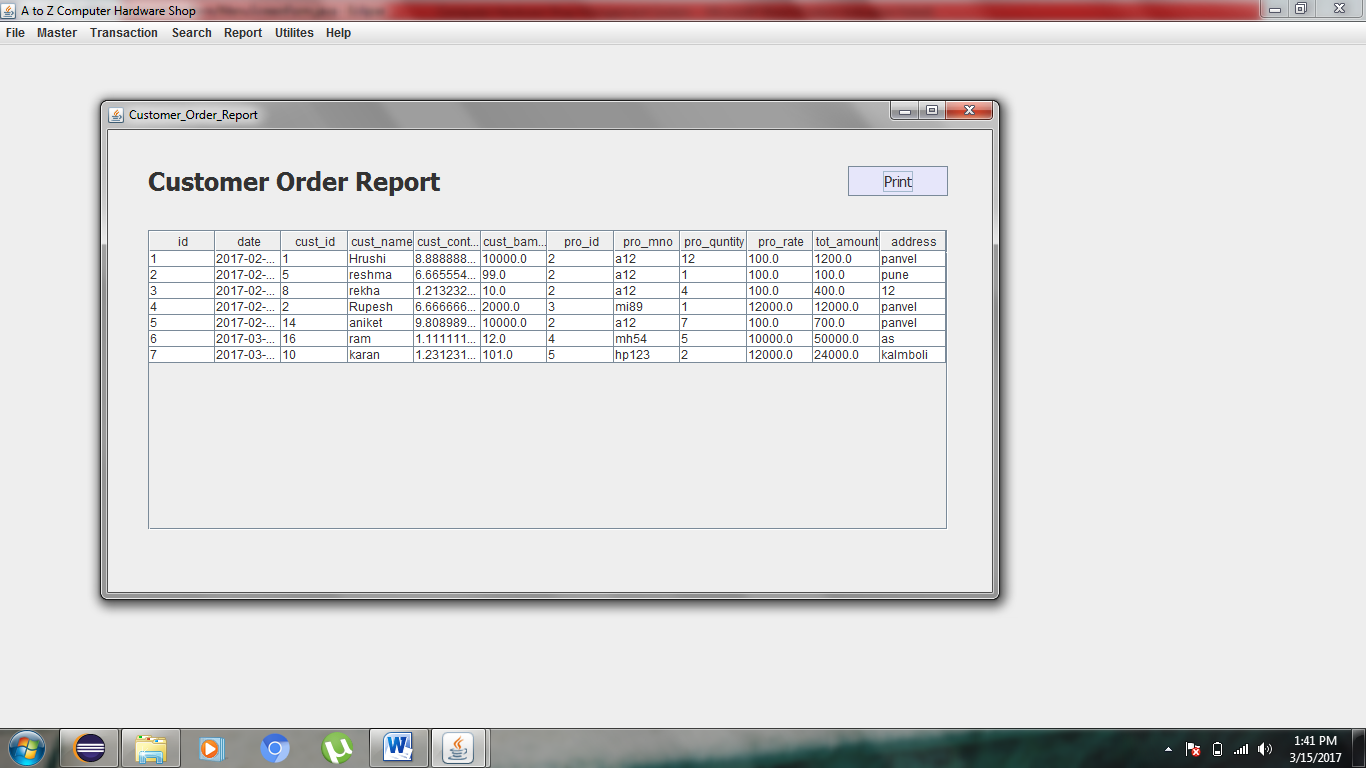 A to Z Computer Hardware Shop
File Master Transaction Search Report Utilites Help
Customer_Order_Report
Customer Order Report
Print
id date cust_id cust_name cust_cont... cust_bam... pro_id pro_mno pro_quntity pro_rate tot_amount address
1 2017-02-... 1 Hrushi 8.888888... 10000.0 2 a12 12 100.0 1200.0 panvel
2 2017-02-... 5 reshma 6.665554... 99.0 2 a12 1 100.0 100.0 pune
3 2017-02-... 8 rekha 1.213232... 10.0 2 a12 4 100.0 400.0 12
4 2017-02-... 2 Rupesh 6.666666... 2000.0 3 mi89 1 12000.0 12000.0 panvel
5 2017-02-... 14 aniket 9.808989... 10000.0 2 a12 7 100.0 700.0 panvel
6 2017-03-... 16 ram 1.111111... 12.0 4 mh54 5 10000.0 50000.0 as
7 2017-03-... 10 karan 1.231231... 101.0 5 hp123 2 12000.0 24000.0 kalmboli
1:41 PM
3/15/2017